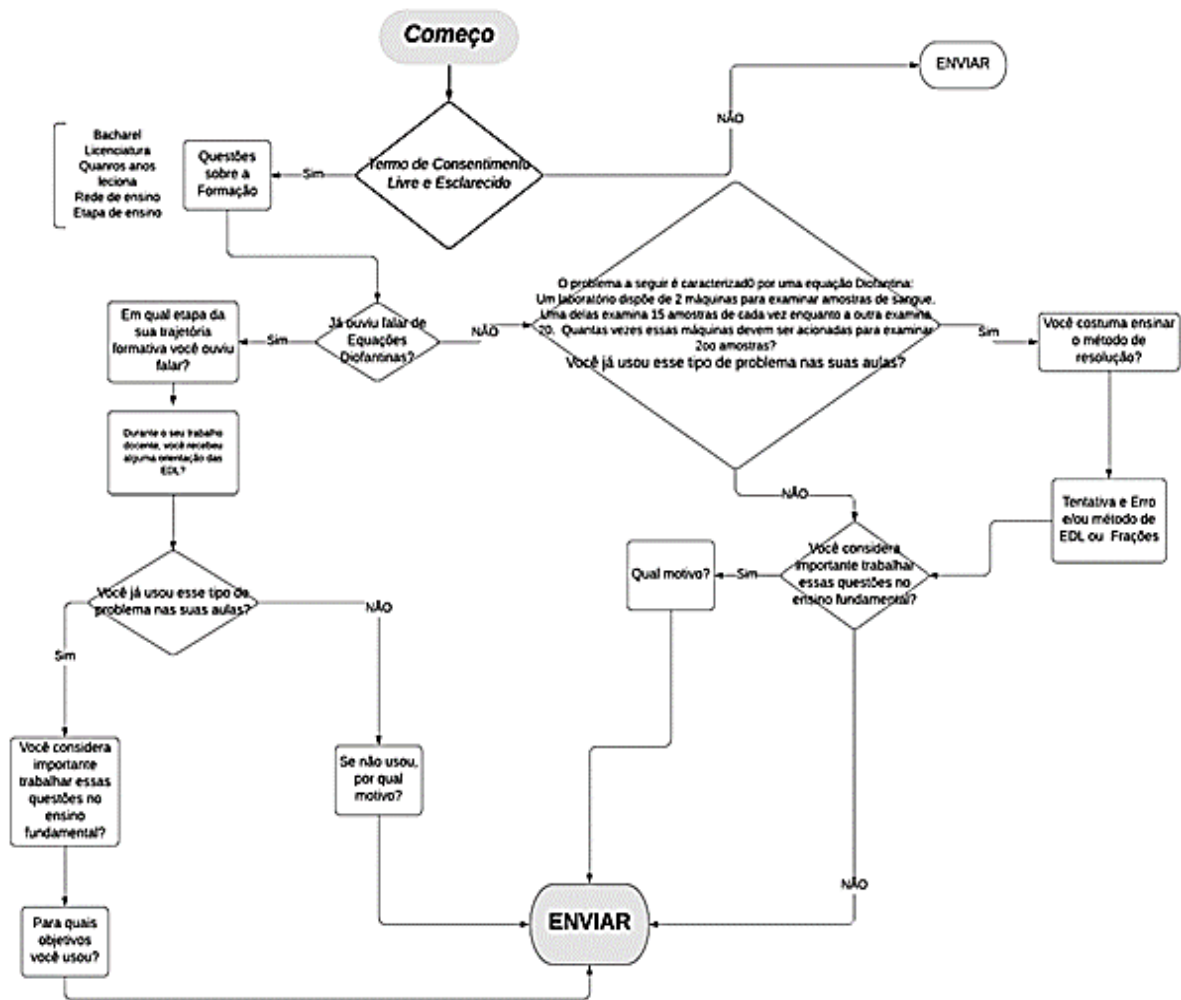 Começo
ENVIAR
NÃO
Termo de Consentimento
Livre e Esclarecido
Sim
Questões
sobre a
Formação
Bacharel
Licenciatura
Quanros anos
leciona
Rede de ensino
Etapa de ensino
Já ouviu falar de
Equações
Diofantinas?
Sim
NÃO
Em qual etapa da
sua trajetória
formativa você ouviu
falar?
Durante o seu trabalho
docente, você recebeu
alguma orientação das
EDL?
Você já usou esse tipo de
problema nas suas aulas?
Sim
NÃO
Você considera
importante
trabalhar essas
questões no
ensino
fundamental?
Para quais
objetivos
você usou?
Se não usou,
por qual
motivo?
O problema a seguir é caracterizad0 por uma equação Diofantina:
Um laboratório dispõe de 2 máquinas para examinar amostras de sangue.
Uma delas examina 15 amostras de cada vez enquanto a outra examina
20. Quantas vezes essas máquinas devem ser acionadas para examinar
2oo amostras?
Você já usou esse tipo de problema nas suas aulas?
Sim
Você costuma ensinar
o método de
resolução?
Tentativa e Erro
e/ou método de
EDL ou Frações
NÃO
Você considera
importante trabalhar
essas questões no
ensino fundamental?
Sim
Qual motivo?
NÃO
ENVIAR